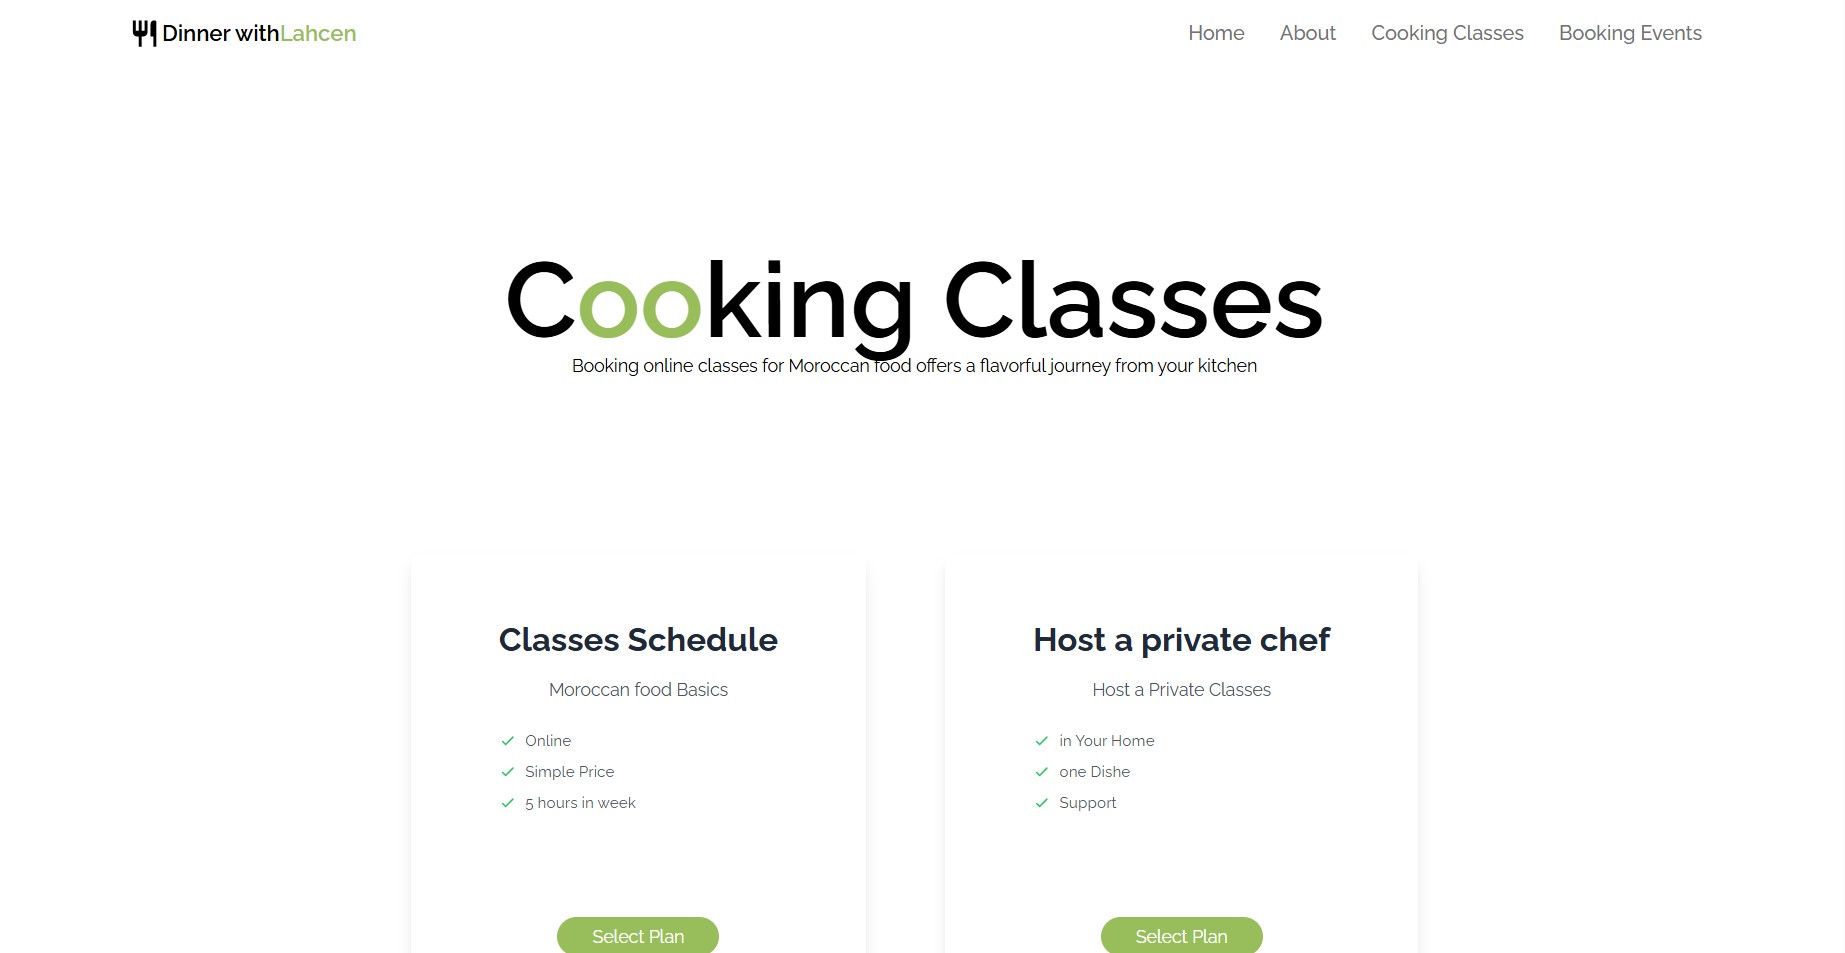 Dinner withLahcen
Home About Cooking Classes Booking Events
Cooking Classes
Booking online classes for Moroccan food offers a flavorful journey from your kitchen
Classes Schedule
Moroccan food Basics
Online
Simple Price
5 hours in week
Select Plan
Host a private chef
Host a Private Classes
in Your Home
one Dishe
Support
Select Plan